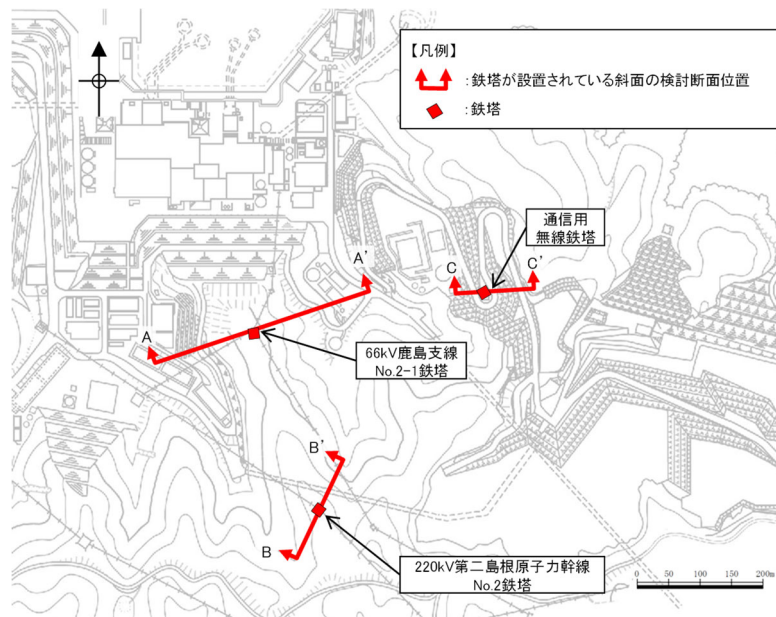 【凡例】
：鉄塔が設置されている斜面の検討断面位置
：鉄塔
通信用
無線鉄塔
A'
C
C'
A
66kV鹿島支線
No.2-1鉄塔
B'
B
220kV第二島根原子力幹線
No.2鉄塔
0 50 100 150 200m